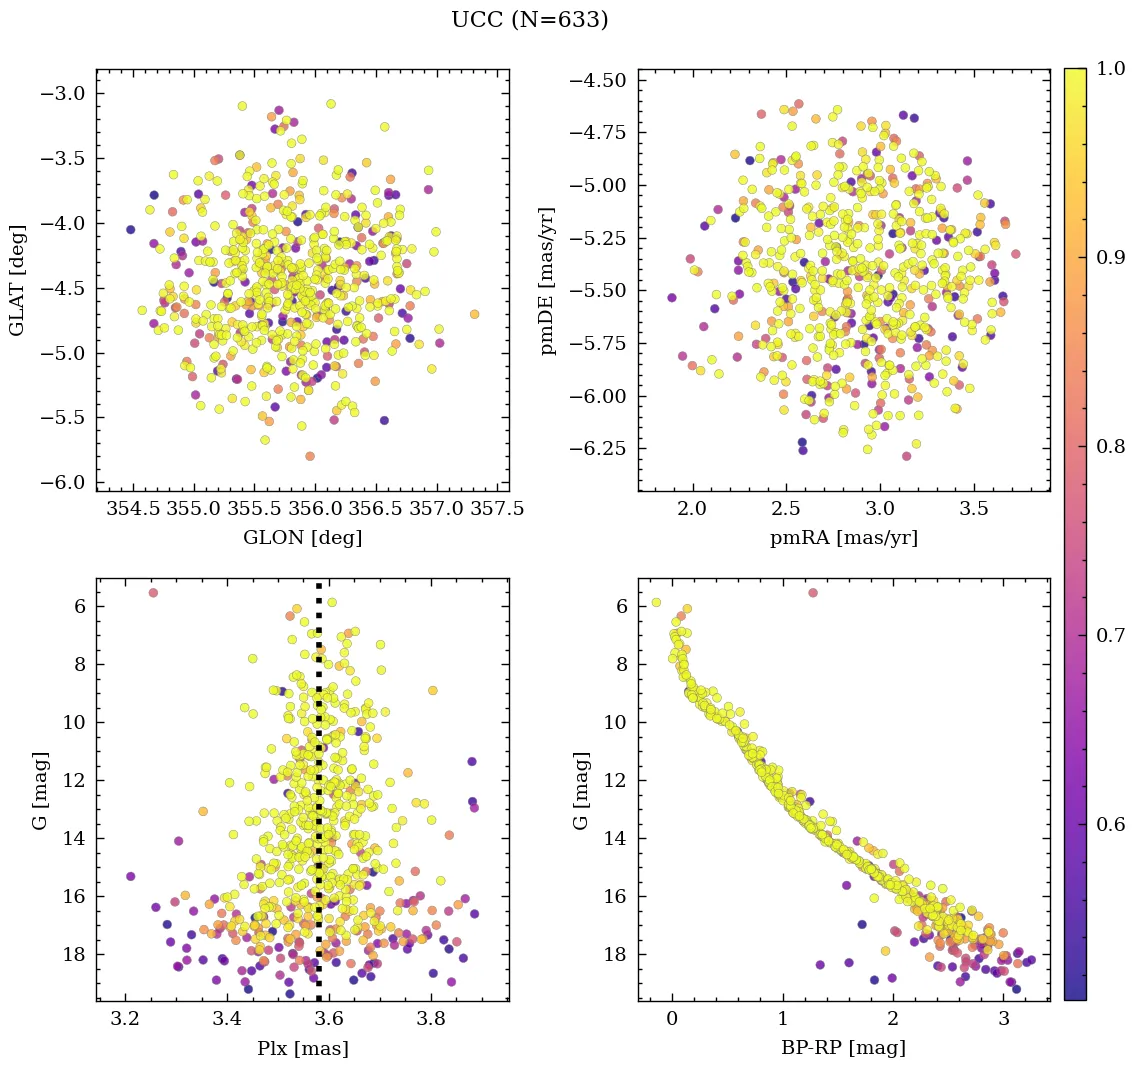 UCC (N=633)
−3.0
−3.5
−4.0
−4.5
−5.0
−5.5
−6.0
GLAT [deg]
354.5 355.0 355.5 356.0 356.5 357.0 357.5
GLON [deg]
−4.50
−4.75
−5.00
−5.25
−5.50
−5.75
−6.00
−6.25
pmDE [mas/yr]
2.0 2.5 3.0 3.5
pmRA [mas/yr]
1.0
0.9
0.8
0.7
0.6
6
8
10
12
14
16
18
G [mag]
3.2 3.4 3.6 3.8
Plx [mas]
6
8
10
12
14
16
18
G [mag]
0 1 2 3
BP-RP [mag]